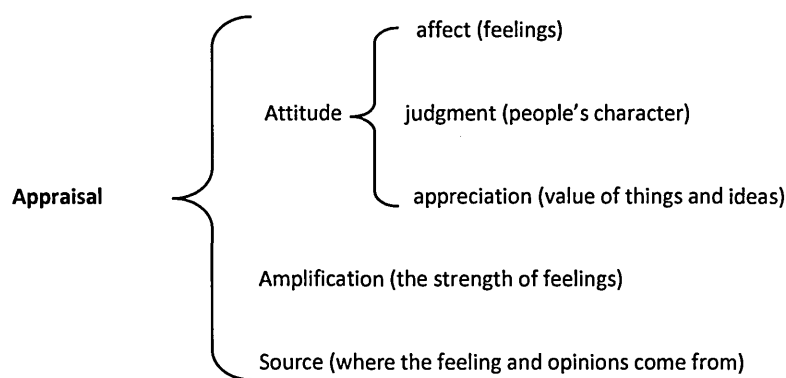 affect (feelings)
Attitude
judgment (people's character)
Appraisal
appreciation (value of things and ideas)
Amplification (the strength of feelings)
Source (where the feeling and opinions come from)